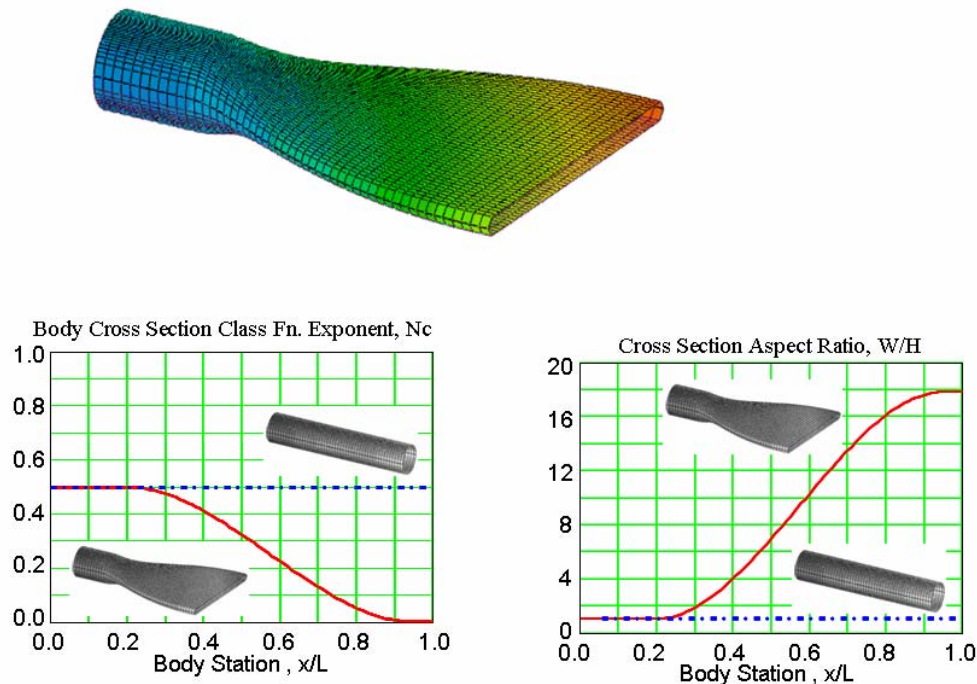 Body Cross Section Class Fn. Exponent, Nc
1.0
0.8
0.6
0.4
0.2
0.0
0.0 0.2 0.4 0.6 0.8 1.0
Body Station , x/L
Cross Section Aspect Ratio, W/H
20
16
12
8
4
0
0.0 0.2 0.4 0.6 0.8 1.0
Body Station , x/L